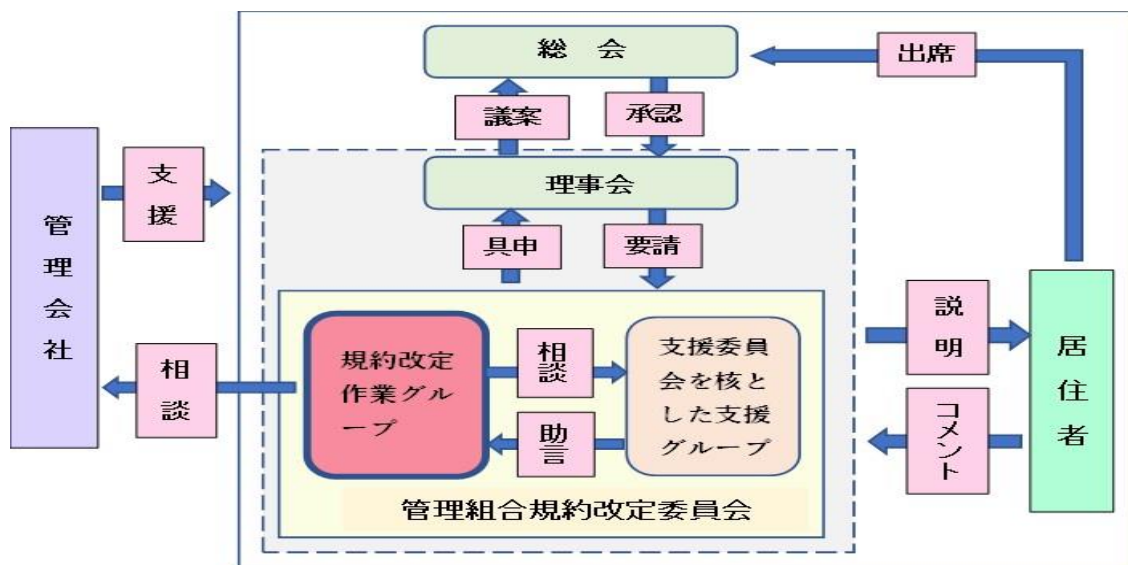 総　会
出席
議案
承認
理事会
支
援
具申
要請
管
理
会
社
規約改定
作業グル
ープ
相
談
支援委員
会を核と
した支援
グループ
助
言
説
明
居
住
者
相
談
コメント
管理組合規約改定委員会